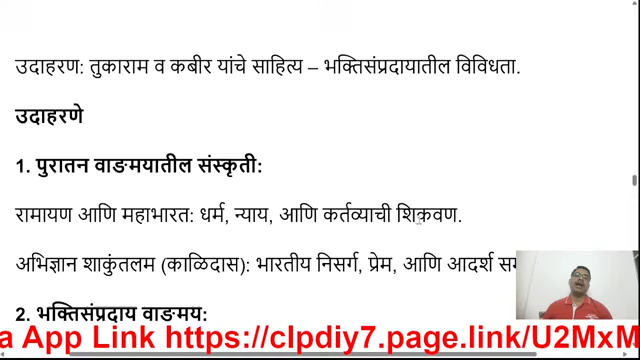 उदाहरण: तुकाराम व कबीर यांचे साहित्य – भक्तिसंप्रदायातील विविधता.
उदाहरणे
1. पुरातन वाङमयातील संस्कृती:
रामायण आणि महाभारत: धर्म, न्याय, आणि कर्तव्याची शिकवण.
अभिज्ञान शाकुंतलम (काळिदास): भारतीय निसर्ग, प्रेम, आणि आदर्श
2. भक्तिसंप्रदाय वाङमय:
a App Link https://clpdiy7.page.link/U2MxM